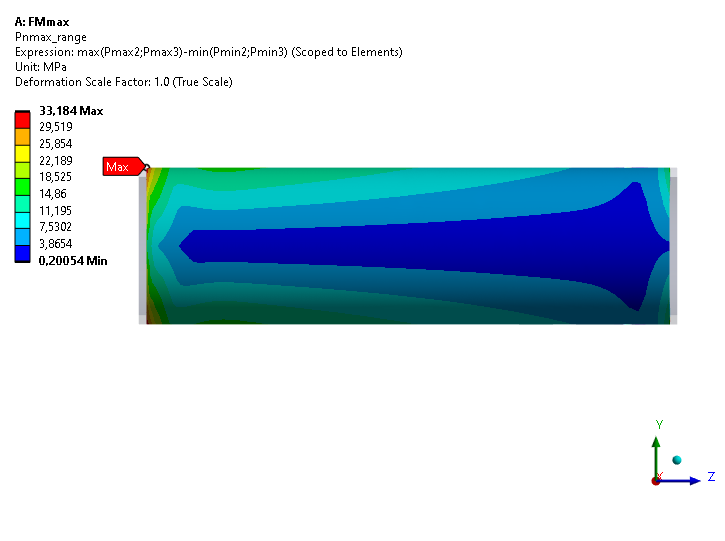 A: FMmax
Pnmax_range
Expression: max(Pmax2;Pmax3)-min(Pmin2;Pmin3) (Scoped to Elements)
Unit: MPa
Deformation Scale Factor: 1.0 (True Scale)
33,184 Max
29,519
25,854
22,189
18,525
14,86
11,195
7,5302
3,8654
0,20054 Min
Max
Y
X
Z